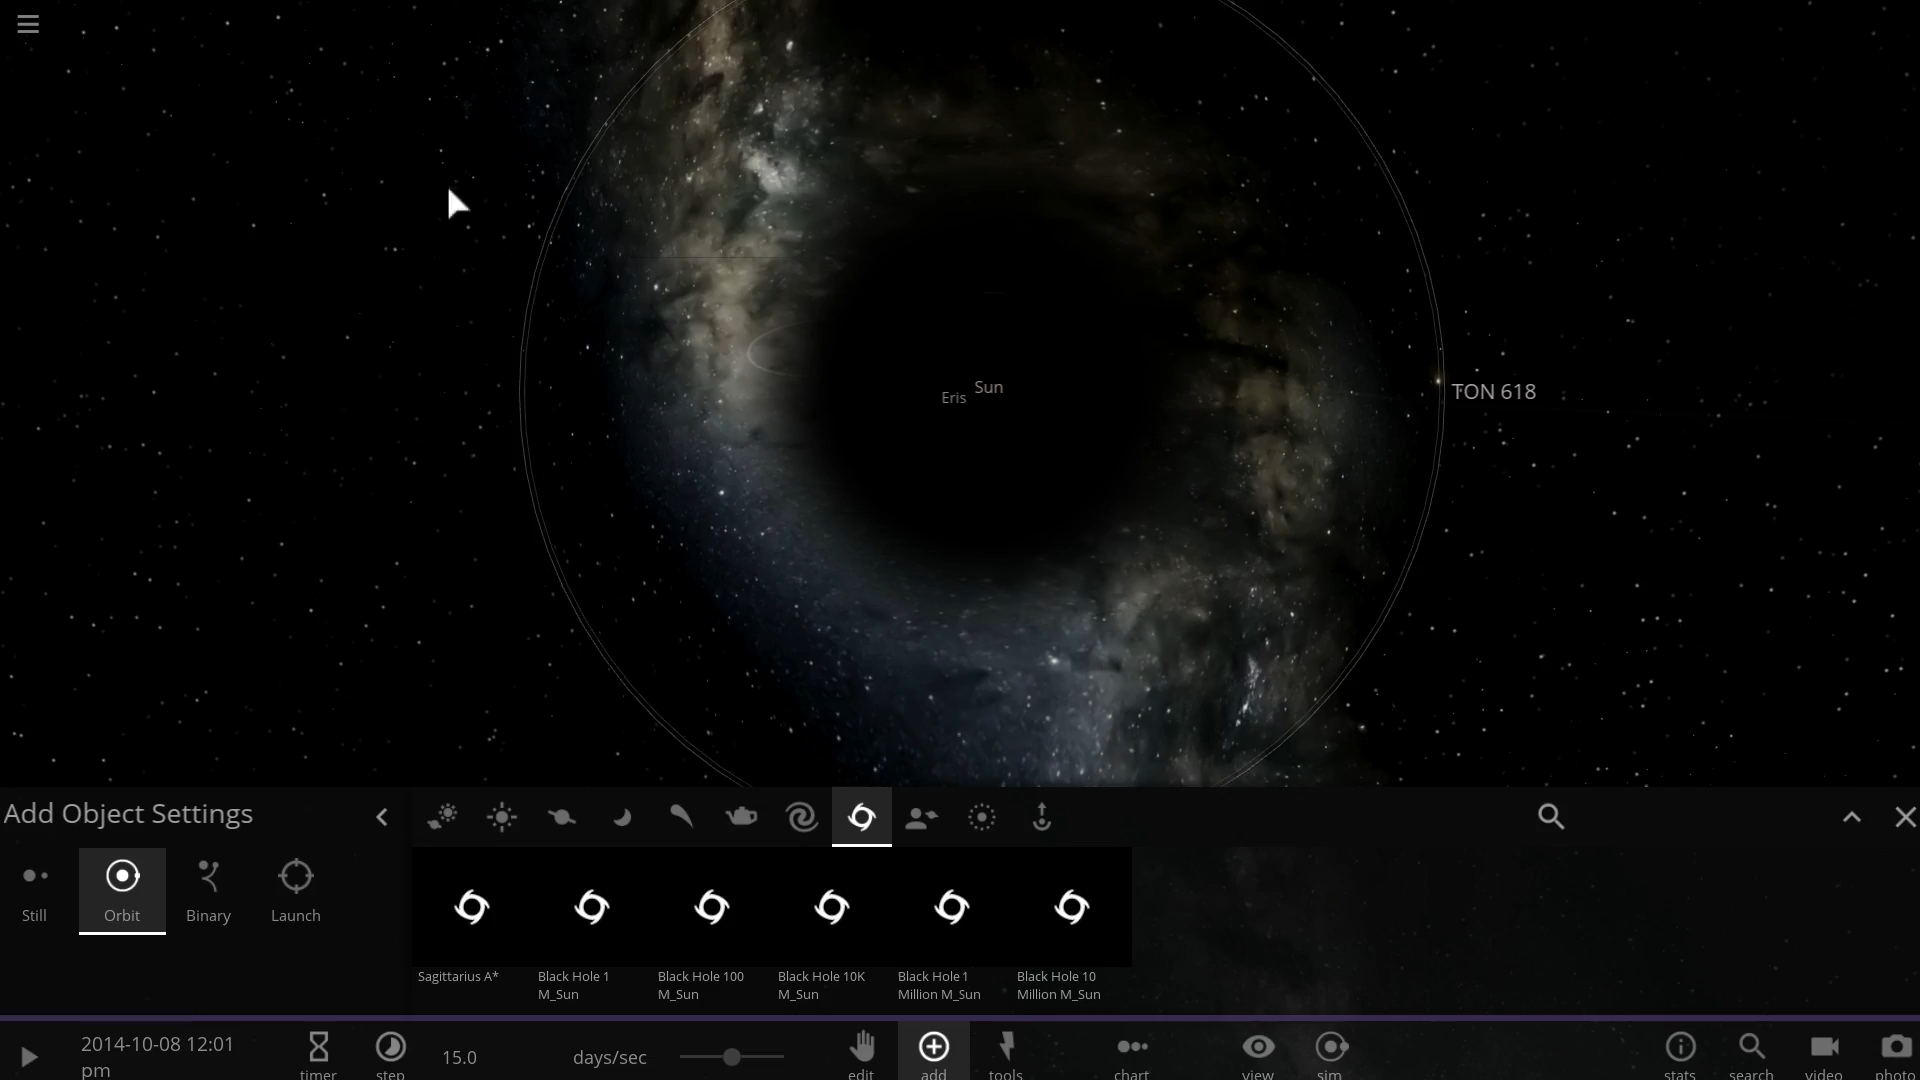 Sun
Eris
TON 618
Add Object Settings
Still
Orbit
Binary
Launch
Sagittarius A*
Black Hole 1
M_Sun
Black Hole 100
M_Sun
Black Hole 10K
M_Sun
Black Hole 1
Million M_Sun
Black Hole 10
Million M_Sun
2014-10-08 12:01
pm
timer
step
15.0
days/sec
edit
add
tools
chart
view
sim
stats
search
video
photo